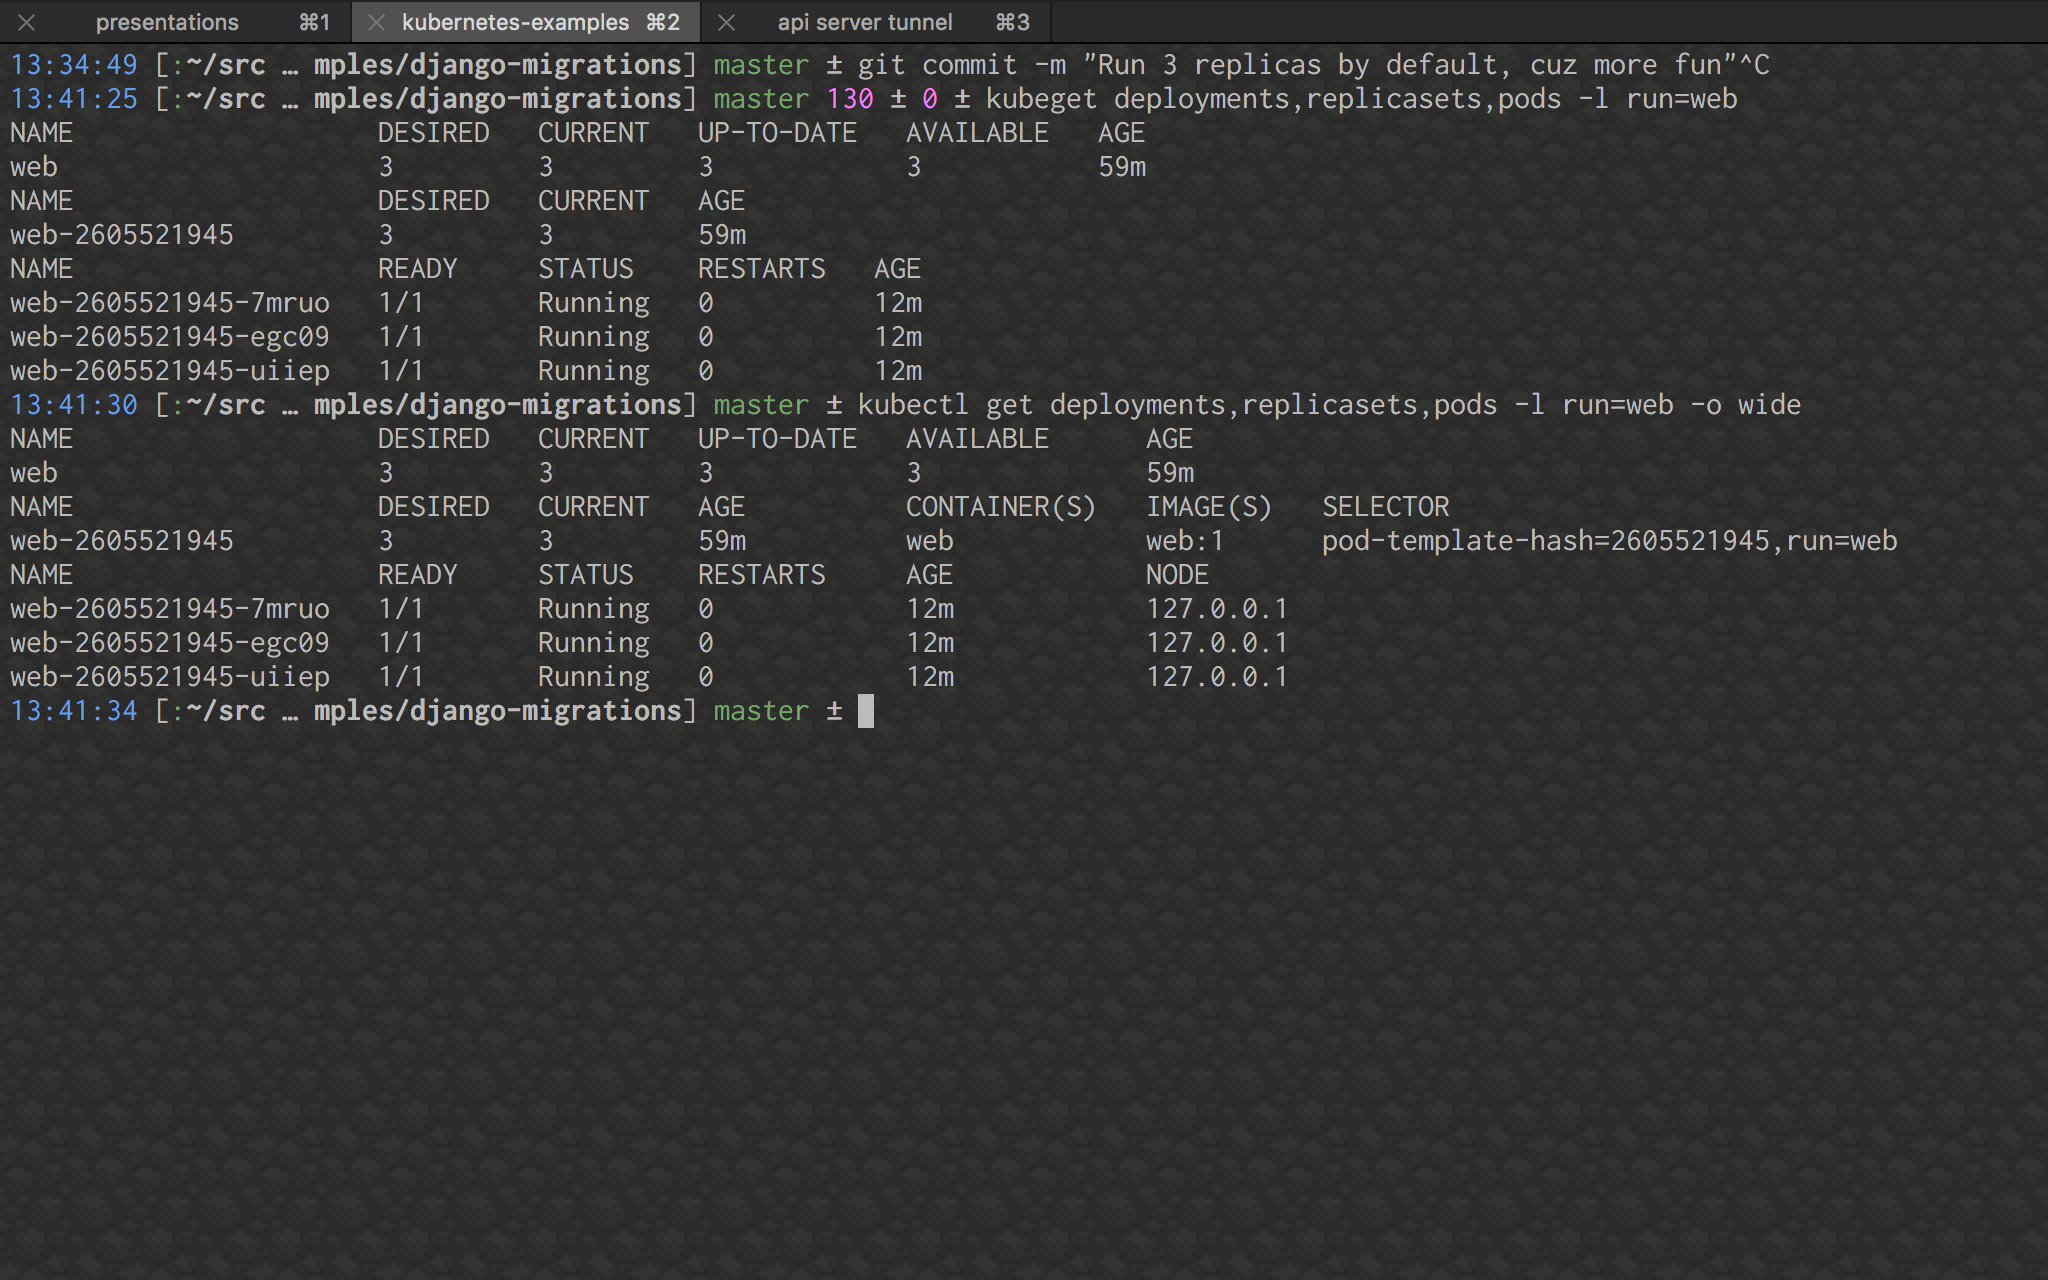 presentations ⌘1 kubernetes-examples ⌘2 api server tunnel ⌘3
13:34:49 [:~/src … mples/django-migrations] master ± git commit -m "Run 3 replicas by default, cuz more fun"^C
13:41:25 [:~/src … mples/django-migrations] master 130 ± 0 ± kubeget deployments,replicasets,pods -l run=web
NAME DESIRED CURRENT UP-TO-DATE AVAILABLE AGE
web 3 3 3 3 59m
NAME DESIRED CURRENT AGE
web-2605521945 3 3 59m
NAME READY STATUS RESTARTS AGE
web-2605521945-7mruo 1/1 Running 0 12m
web-2605521945-egc09 1/1 Running 0 12m
web-2605521945-uiiep 1/1 Running 0 12m
13:41:30 [:~/src … mples/django-migrations] master ± kubectl get deployments,replicasets,pods -l run=web -o wide
NAME DESIRED CURRENT UP-TO-DATE AVAILABLE AGE
web 3 3 3 3 59m
NAME DESIRED CURRENT AGE CONTAINER(S) IMAGE(S) SELECTOR
web-2605521945 3 3 59m web web:1 pod-template-hash=2605521945,run=web
NAME READY STATUS RESTARTS AGE NODE
web-2605521945-7mruo 1/1 Running 0 12m 127.0.0.1
web-2605521945-egc09 1/1 Running 0 12m 127.0.0.1
web-2605521945-uiiep 1/1 Running 0 12m 127.0.0.1
13:41:34 [:~/src … mples/django-migrations] master ±